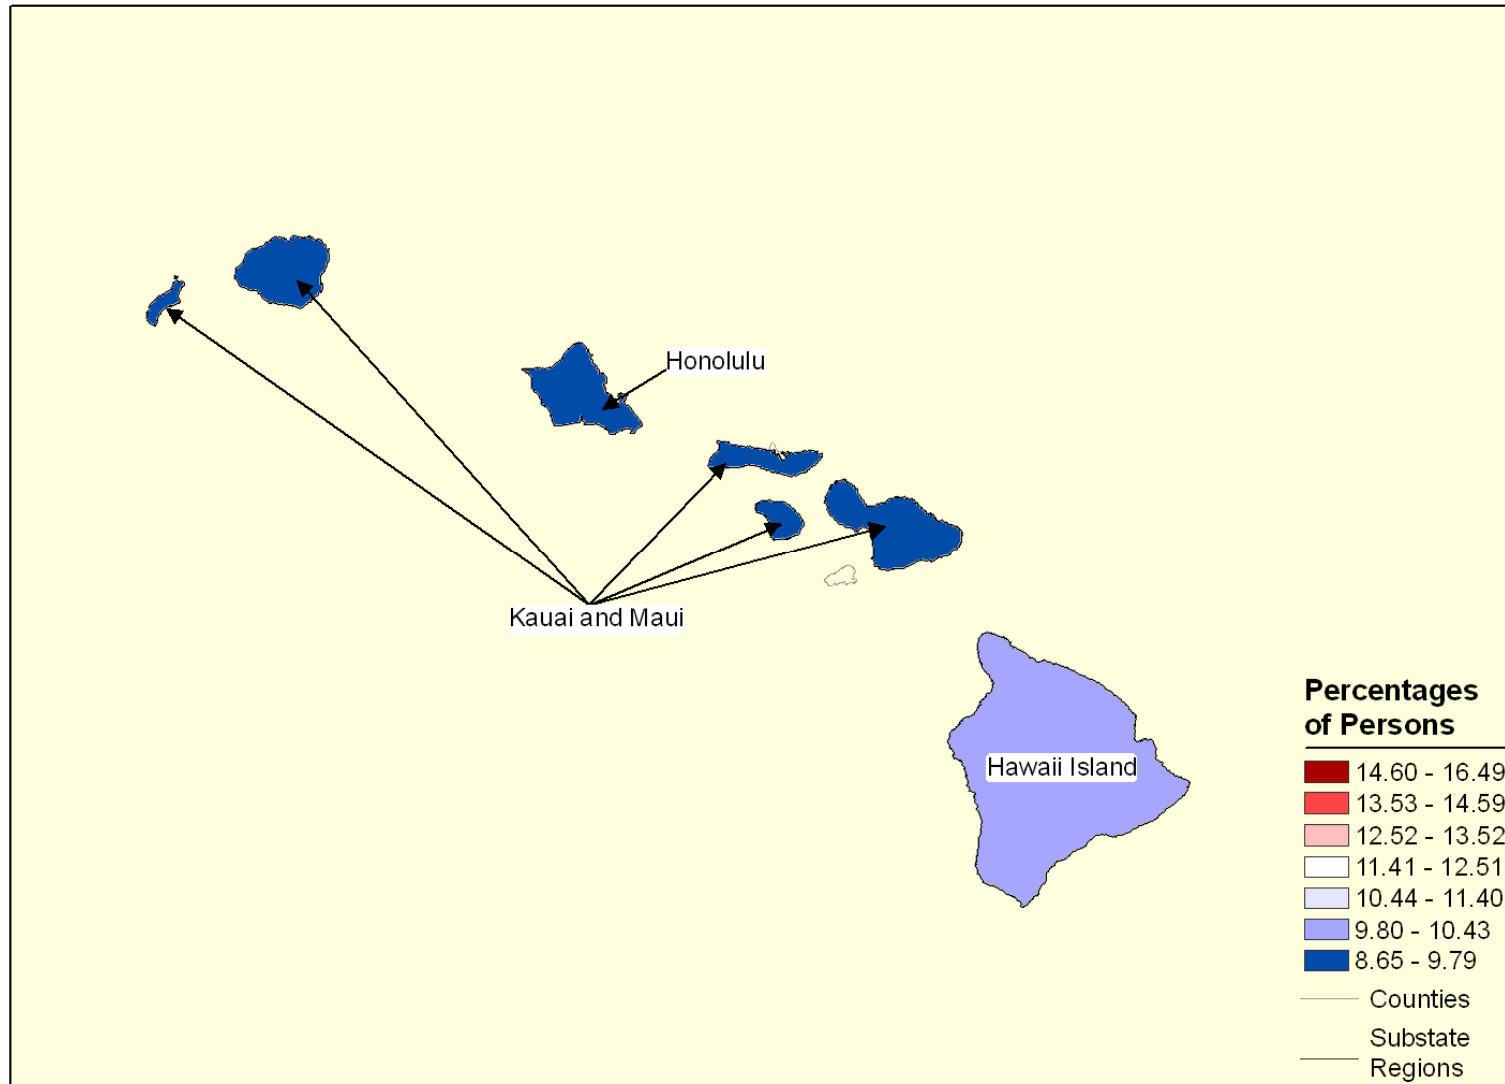 Honolulu
Kauai and Maui
Hawaii Island
Percentages
of Persons
14.60 - 16.49
13.53 - 14.59
12.52 - 13.52
11.41 - 12.51
10.44 - 11.40
9.80 - 10.43
8.65 - 9.79
Counties
Substate
Regions